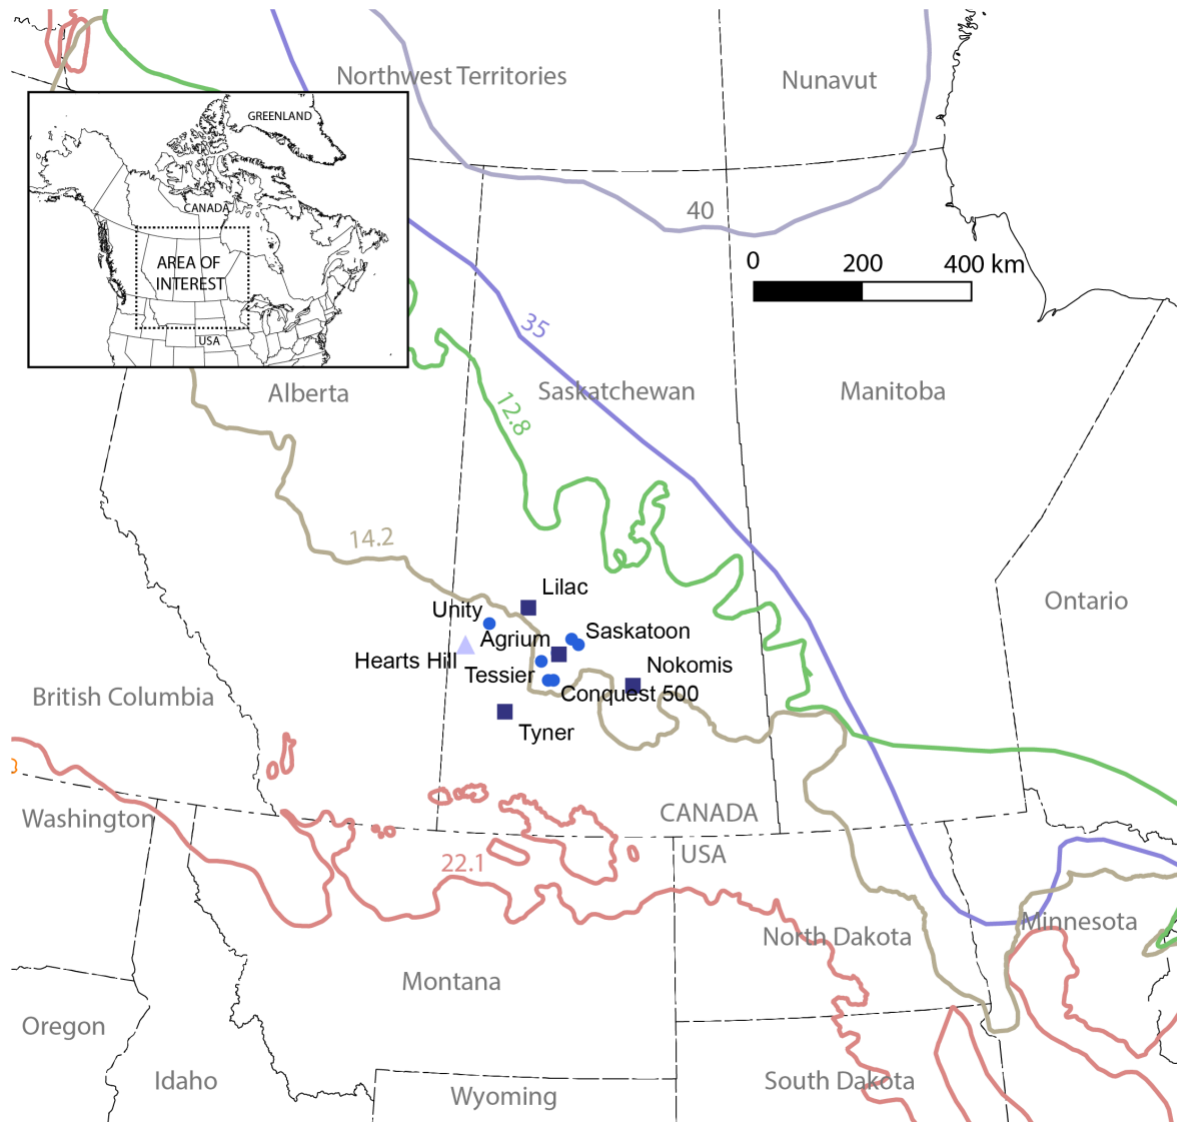 Northwest Territories
Nunavut
GREENLAND
CANADA
AREA OF
INTEREST
USA
40
0 200 400 km
35
Alberta
12.8
Saskatchewan
Manitoba
14.2
Lilac
Unity
Ontario
Agrium
Saskatoon
Hearts Hill
Tessier
Nokomis
Conquest 500
British Columbia
Tyner
Washington
CANADA
USA
22.1
Minnesota
North Dakota
Montana
Oregon
Idaho
South Dakota
Wyoming